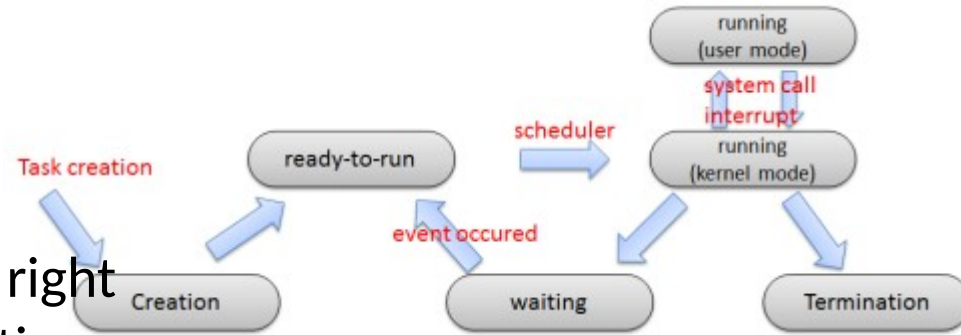 running
(user mode)
system call
interrupt
scheduler
running
(kernel mode)
ready-to-run
Task creation
event occured
right
Creation
waiting
Termination